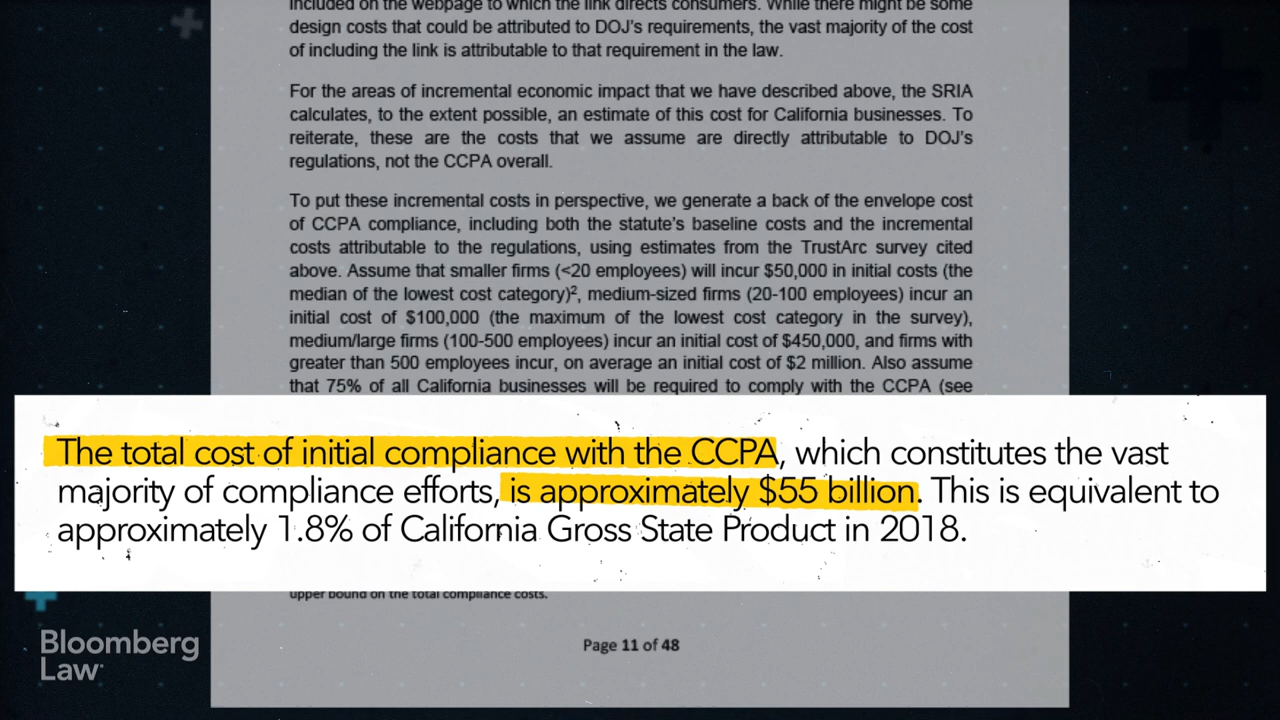 included on the webpage to which the link directs consumers. While there might be some
design costs that could be attributed to DOJ's requirements, the vast majority of the cost
of including the link is attributable to that requirement in the law.
For the areas of incremental economic impact that we have described above, the SRIA
calculates, to the extent possible, an estimate of this cost for California businesses. To
reiterate, these are the costs that we assume are directly attributable to DOJ's
regulations, not the CCPA overall.
To put these incremental costs in perspective, we generate a back of the envelope cost
of CCPA compliance, including both the statute's baseline costs and the incremental
costs attributable to the regulations, using estimates from the TrustArc survey cited
above. Assume that smaller firms (<20 employees) will incur $50,000 in initial costs (the
median of the lowest cost category)², medium-sized firms (20-100 employees) incur an
initial cost of $100,000 (the maximum of the lowest cost category in the survey),
medium/large firms (100-500 employees) incur an initial cost of $450,000, and firms with
greater than 500 employees incur, on average an initial cost of $2 million. Also assume
that 75% of all California businesses will be required to comply with the CCPA (see
The total cost of initial compliance with the CCPA, which constitutes the vast
majority of compliance efforts, is approximately $55 billion. This is equivalent to
approximately 1.8% of California Gross State Product in 2018.
upper bound on the total compliance costs.
Page 11 of 48
Bloomberg
Law